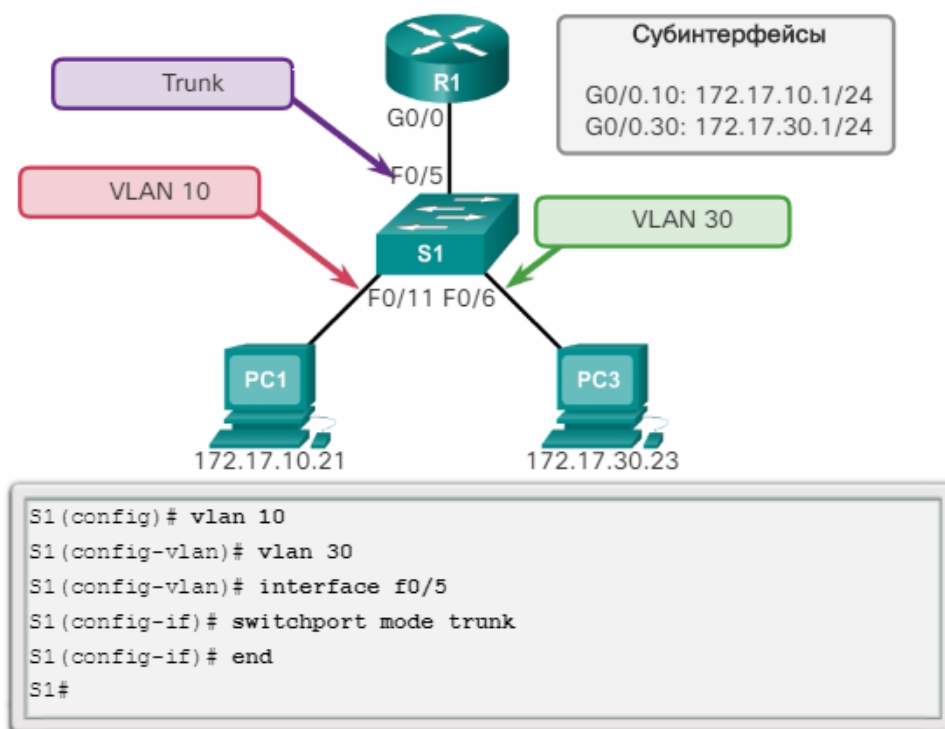 Субинтерфейсы
G0/0.10: 172.17.10.1/24
G0/0.30: 172.17.30.1/24
Trunk
R1
G0/0
F0/5
VLAN 10
VLAN 30
S1
F0/11 F0/6
PC1
PC3
172.17.10.21
172.17.30.23
S1(config)# vlan 10
S1(config-vlan)# vlan 30
S1(config-vlan)# interface f0/5
S1(config-if)# switchport mode trunk
S1(config-if)# end
S1#